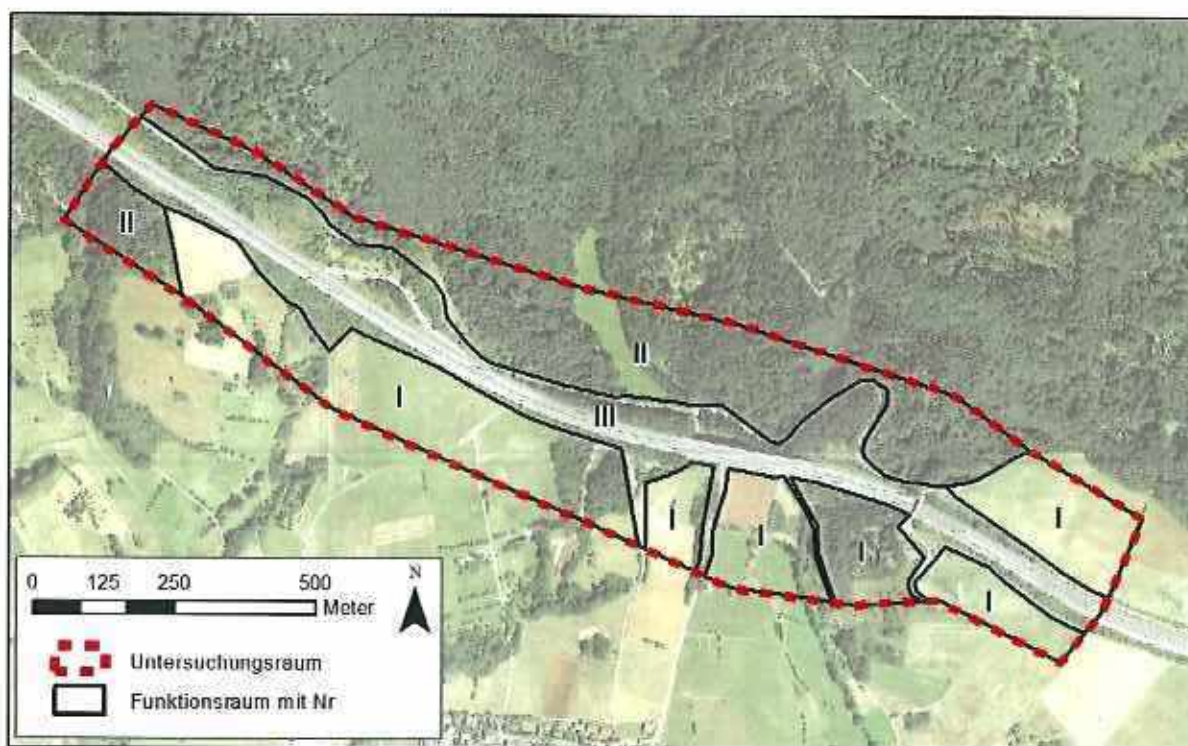 II
II
I
III
I
I
I
I
I
0 125 250 500
Meter
N
Untersuchungsraum
Funktionsraum mit Nr